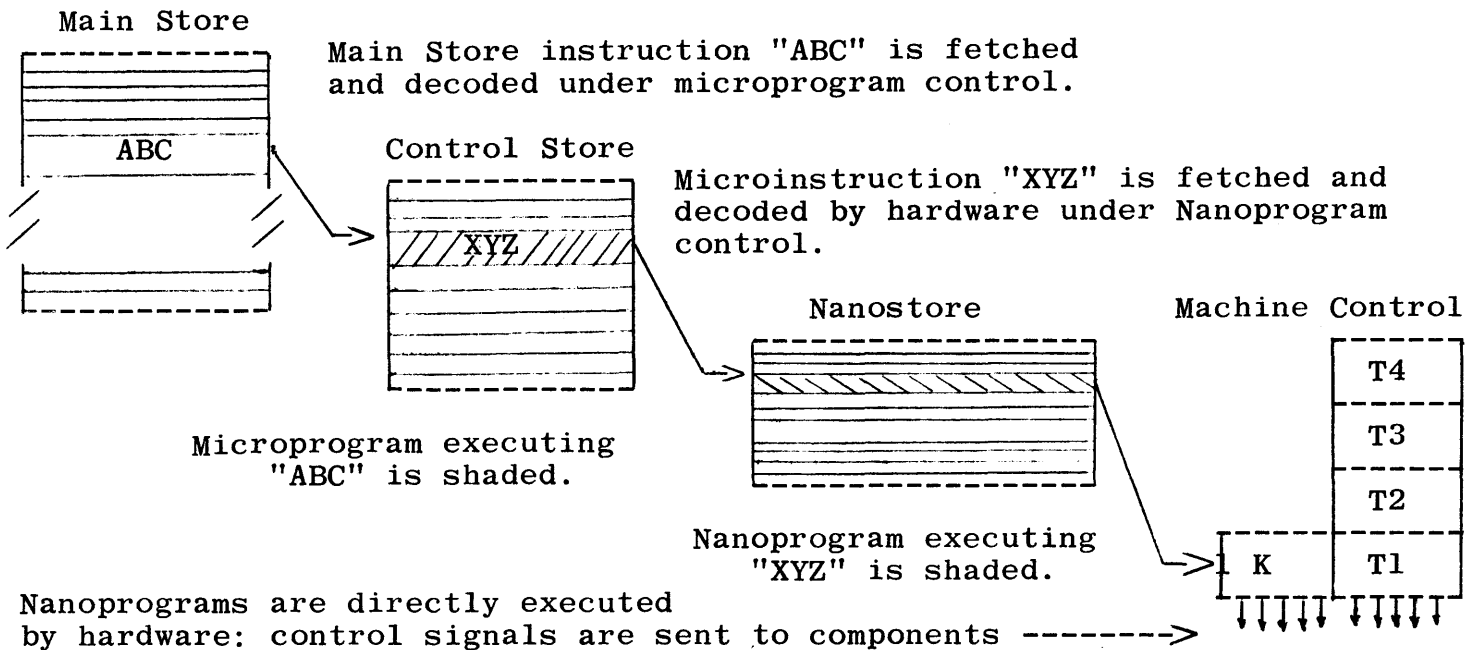 Main Store
Main Store instruction "ABC" is fetched
and decoded under microprogram control.
ABC
Control Store
Microinstruction "XYZ" is fetched and
decoded by hardware under Nanoprogram
control.
XYZ
Nanostore
Machine Control
T4
Microprogram executing
"ABC" is shaded.
T3
T2
Nanoprogram executing
"XYZ" is shaded.
K
T1
Nanoprograms are directly executed
by hardware: control signals are sent to components